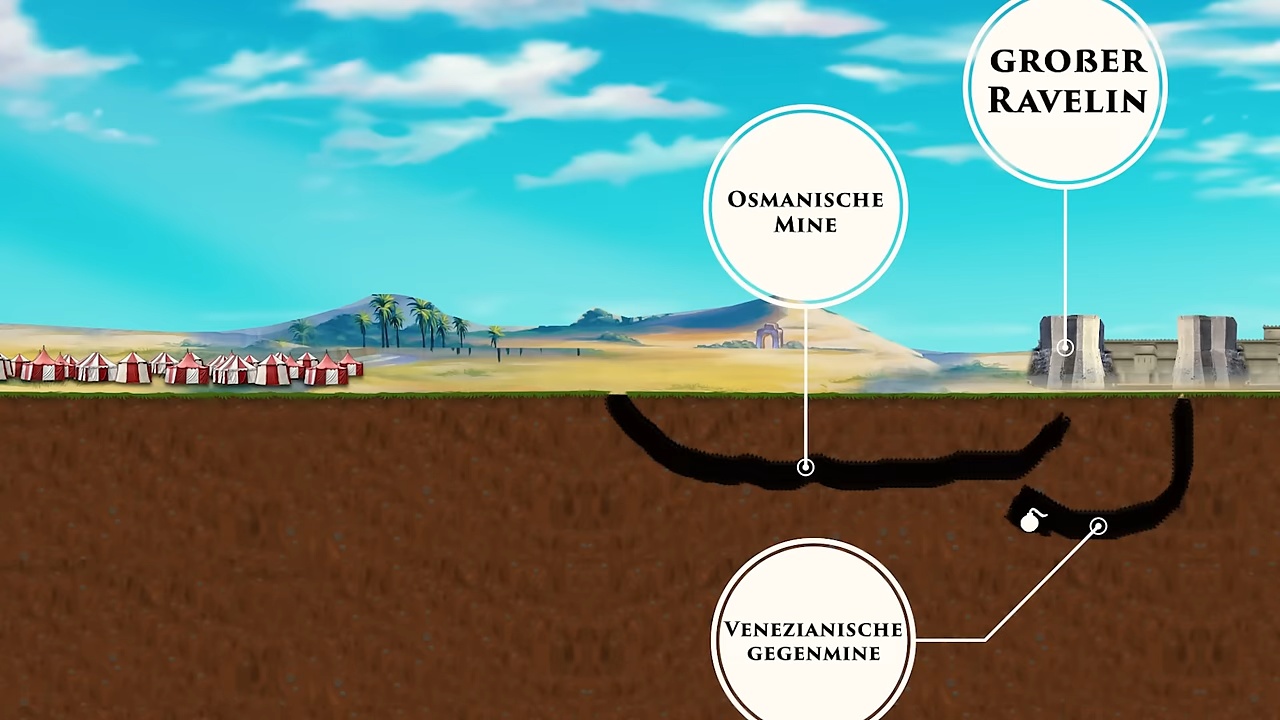 GROßER
RAVELIN
OSMANISCHE
MINE
VENEZIANISCHE
GEGENMINE